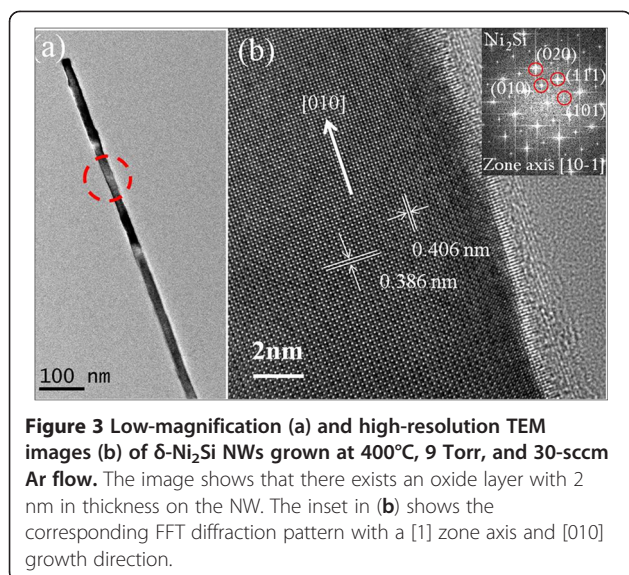 (a)
100 nm
(b)
Ni₂Si
(020)
(111)
(010)
(101)
Zone axis [10-1]
[010]
0.406 nm
0.386 nm
2nm
Figure 3 Low-magnification (a) and high-resolution TEM
images (b) of δ-Ni₂Si NWs grown at 400°C, 9 Torr, and 30-sccm
Ar flow. The image shows that there exists an oxide layer with 2
nm in thickness on the NW. The inset in (b) shows the
corresponding FFT diffraction pattern with a [1] zone axis and [010]
growth direction.